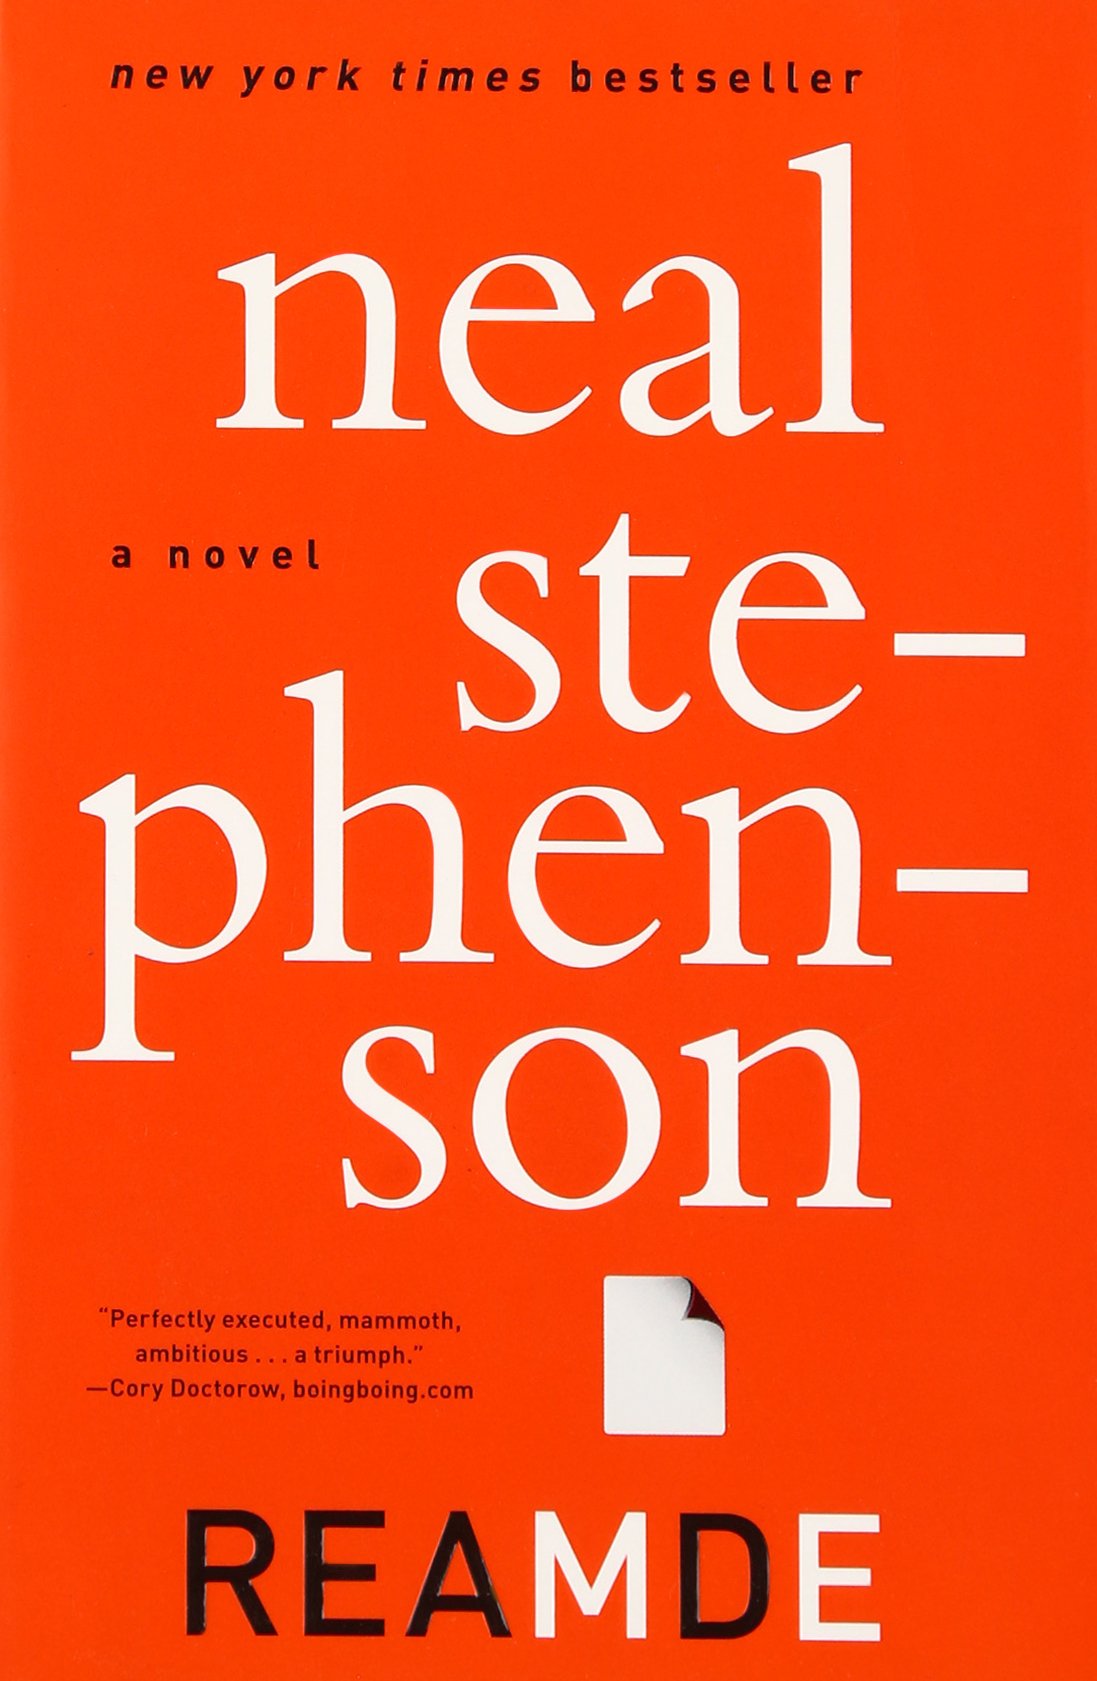 new york times bestseller
neal
a novel
ste-
phen-
son
“Perfectly executed, mammoth,
ambitious . . . a triumph.”
—Cory Doctorow, boingboing.com
REAMDE